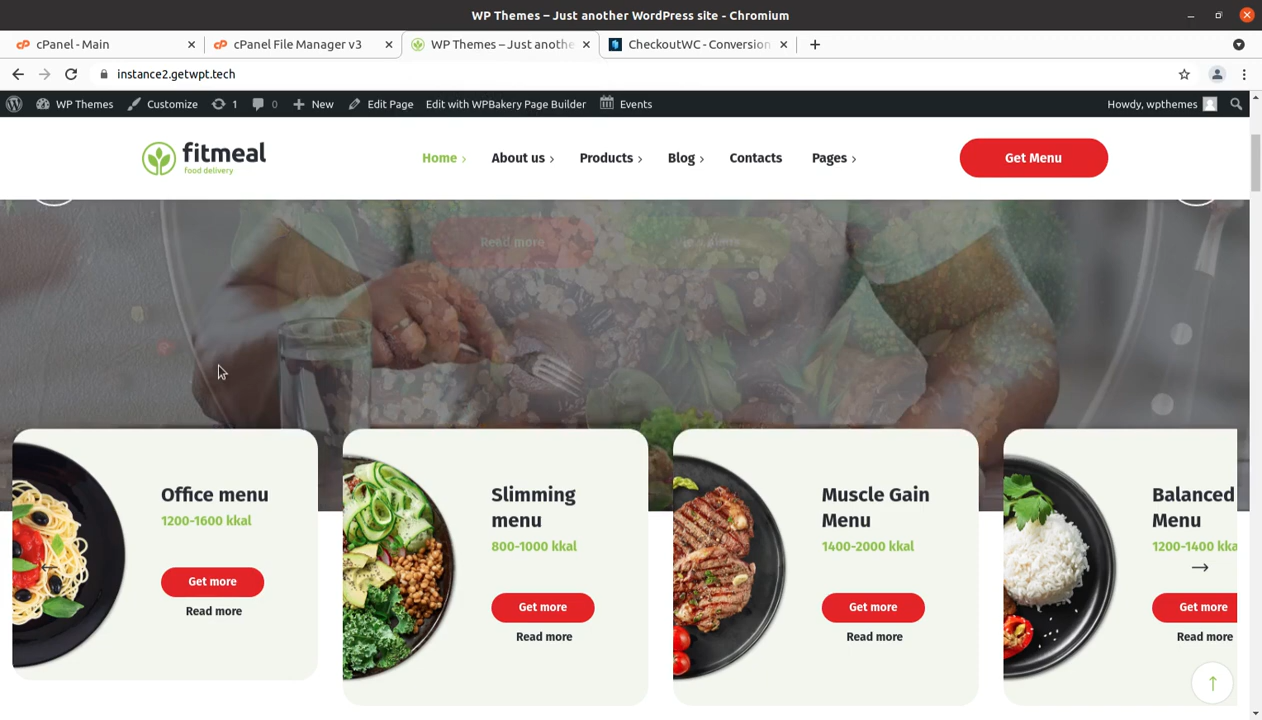 WP Themes – Just another WordPress site - Chromium
cPanel - Main
cPanel File Manager v3
WP Themes – Just anothe
CheckoutWC - Conversion
instance2.getwpt.tech
WP Themes
Customize
1
0
New
Edit Page
Edit with WPBakery Page Builder
Events
Howdy, wpthemes
fitmeal
food delivery
Home
About us
Products
Blog
Contacts
Pages
Get Menu
Read more
Office menu
1200-1600 kkal
Get more
Read more
Slimming
menu
800-1000 kkal
Get more
Read more
Muscle Gain
Menu
1400-2000 kkal
Get more
Read more
Balanced
Menu
1200-1400 kka
Get more
Read more